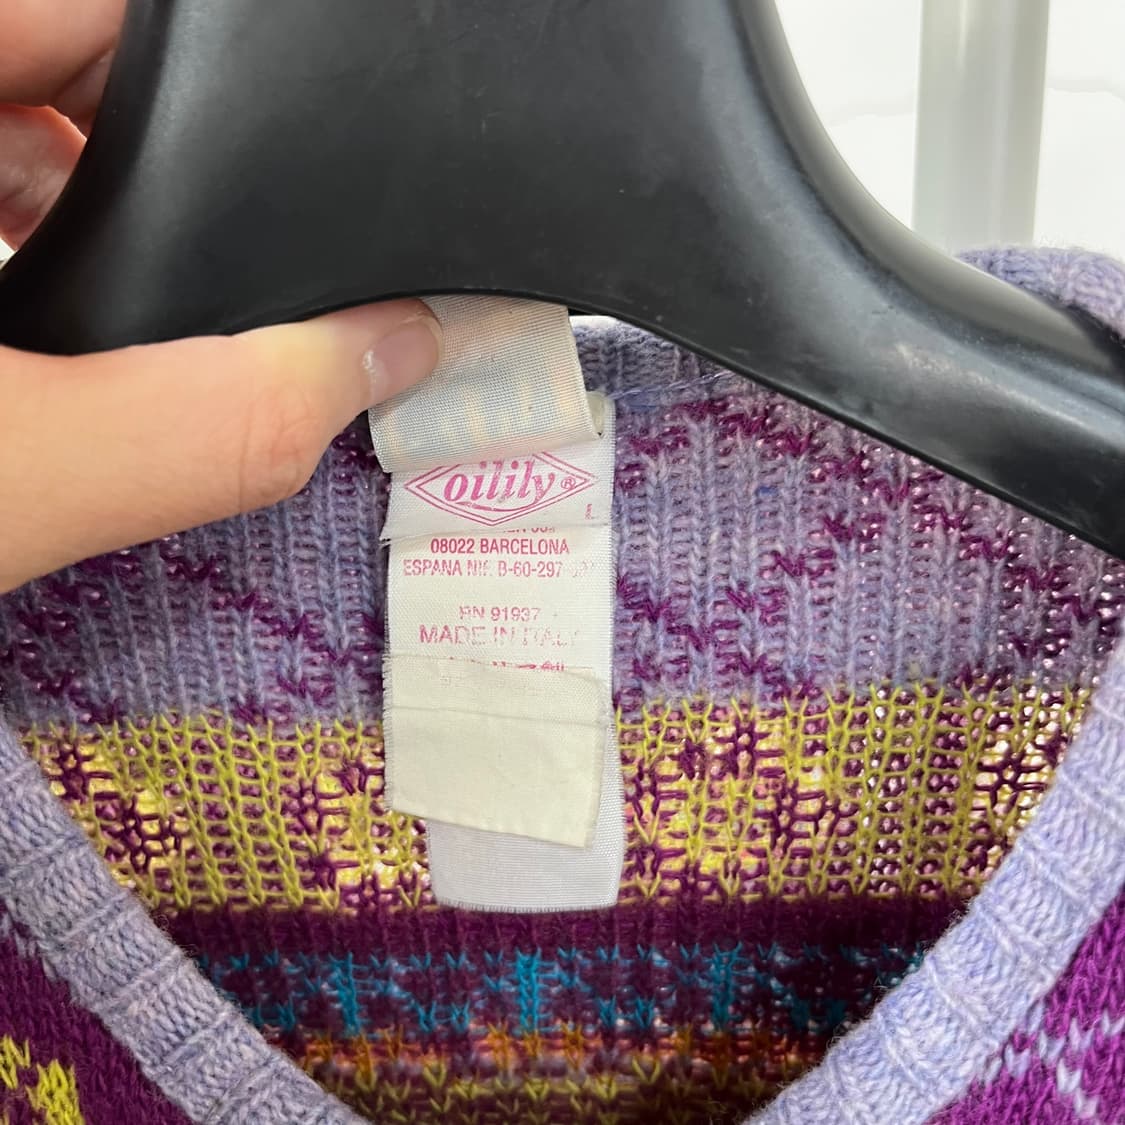 oilily®
L
08022 BARCELONA
ESPANA NIF. B-60-297
RN 91937
MADE IN ITALY